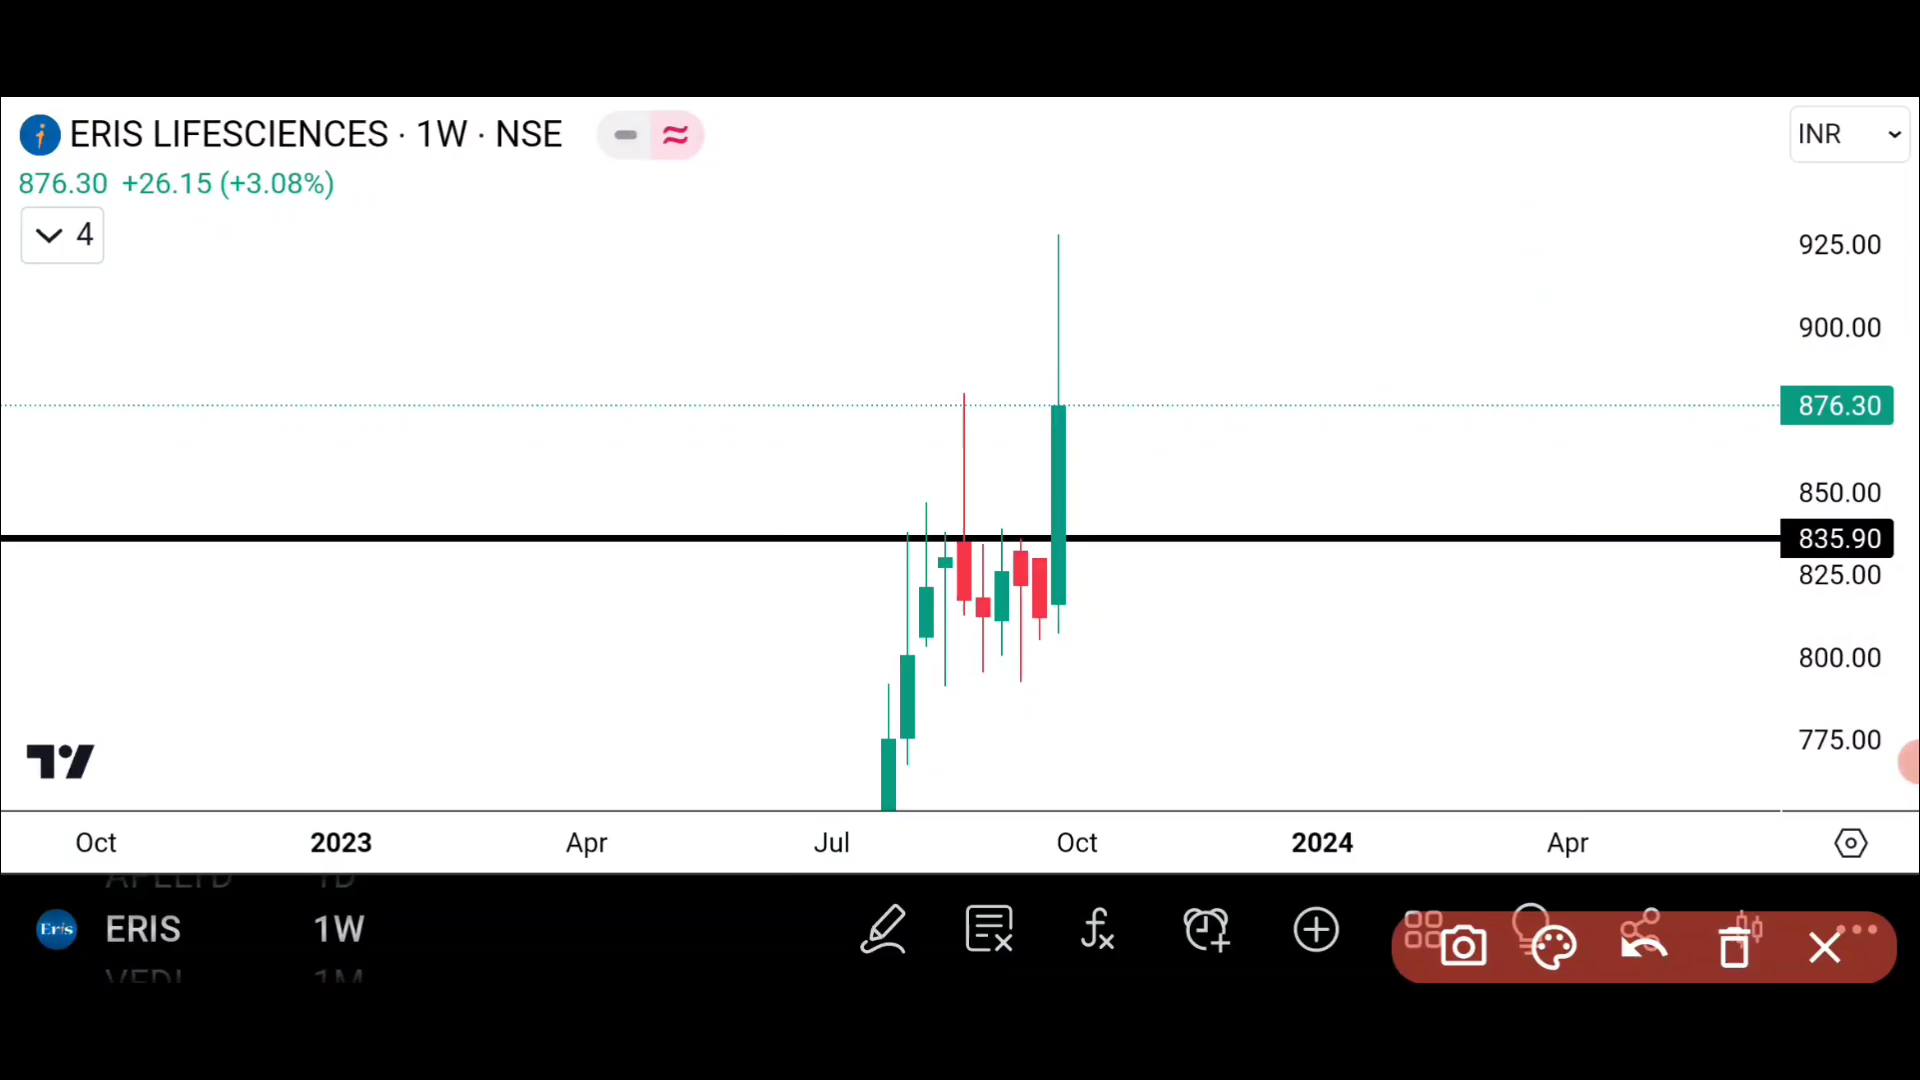 ERIS LIFESCIENCES · 1W · NSE
INR
876.30 +26.15 (+3.08%)
4
925.00
900.00
876.30
850.00
835.90
825.00
800.00
775.00
Oct 2023 Apr Jul Oct 2024 Apr
Eris ERIS 1W